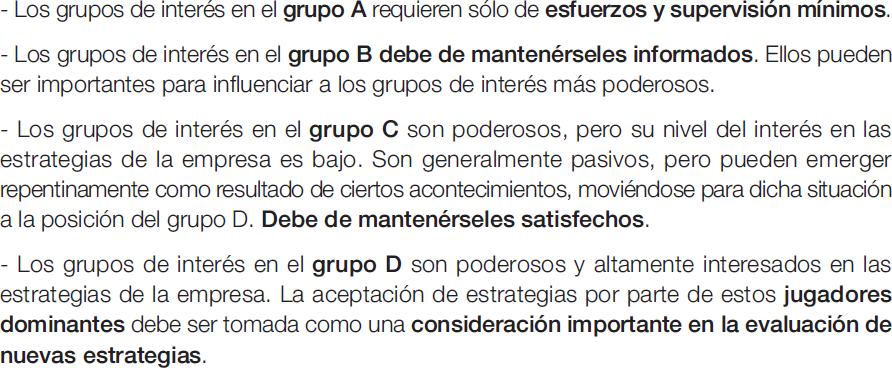 - Los grupos de interés en el grupo A requieren sólo de esfuerzos y supervisión mínimos.
- Los grupos de interés en el grupo B debe de mantenérseles informados. Ellos pueden
ser importantes para influenciar a los grupos de interés más poderosos.
- Los grupos de interés en el grupo C son poderosos, pero su nivel del interés en las
estrategias de la empresa es bajo. Son generalmente pasivos, pero pueden emerger
repentinamente como resultado de ciertos acontecimientos, moviéndose para dicha situación
a la posición del grupo D. Debe de mantenérseles satisfechos.
- Los grupos de interés en el grupo D son poderosos y altamente interesados en las
estrategias de la empresa. La aceptación de estrategias por parte de estos jugadores
dominantes debe ser tomada como una consideración importante en la evaluación de
nuevas estrategias.